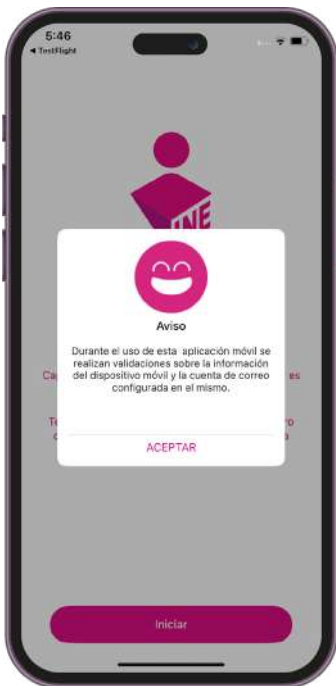 5:46
◀ TestFlight
INE
Aviso
Durante el uso de esta aplicación móvil se
realizan validaciones sobre la información
del dispositivo móvil y la cuenta de correo
configurada en el mismo.
es
ACEPTAR
Iniciar